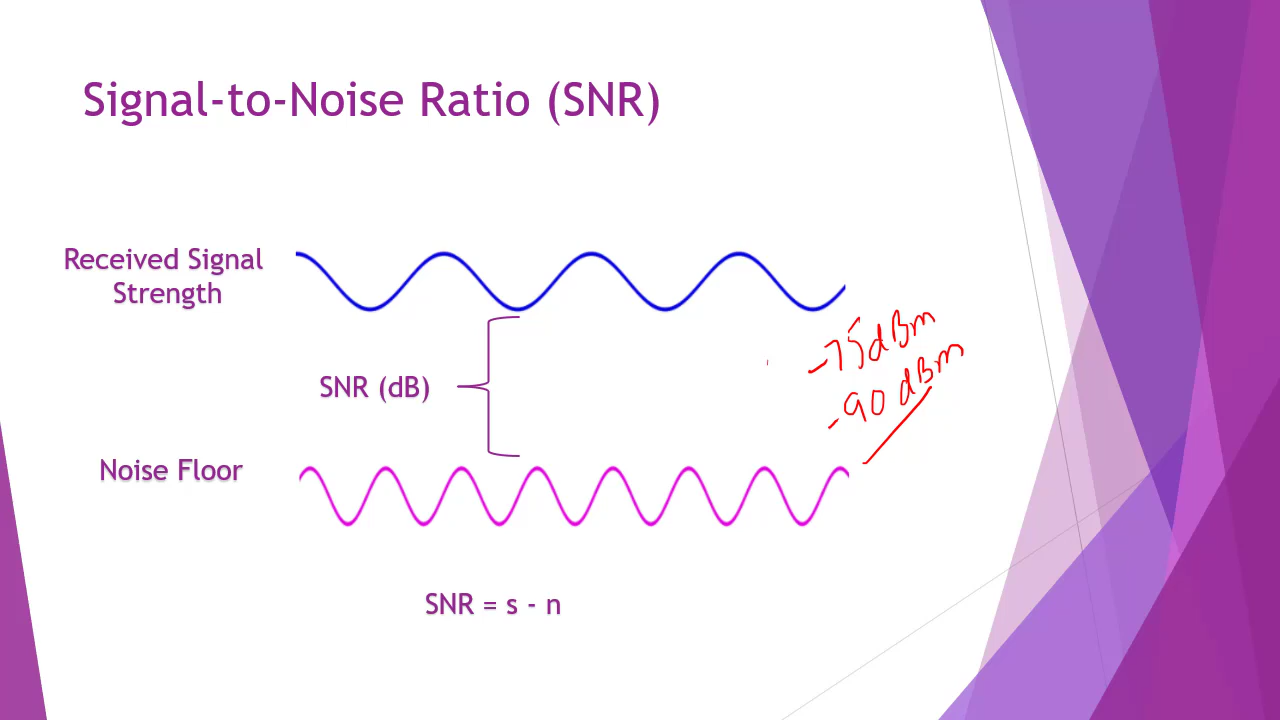 Signal-to-Noise Ratio (SNR)
Received Signal
Strength
-75dBm
-90 dBm
SNR (dB)
Noise Floor
SNR = s - n